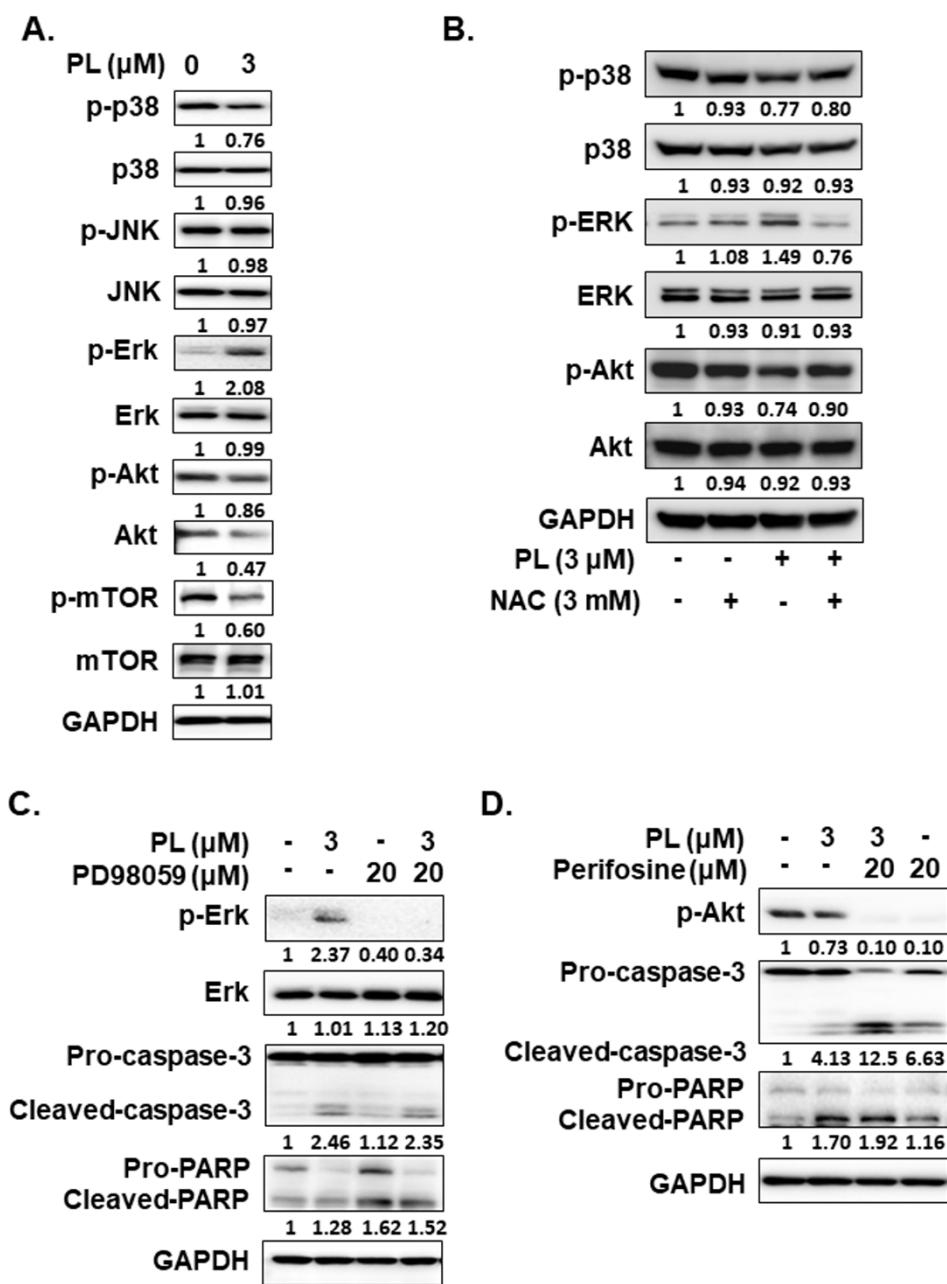 A.
PL (µM) 0 3
p-p38
1 0.76
p38
1 0.96
p-JNK
1 0.98
JNK
1 0.97
p-Erk
1 2.08
Erk
1 0.99
p-Akt
1 0.86
Akt
1 0.47
p-mTOR
1 0.60
mTOR
1 1.01
GAPDH
B.
p-p38
1 0.93 0.77 0.80
p38
1 0.93 0.92 0.93
p-ERK
1 1.08 1.49 0.76
ERK
1 0.93 0.91 0.93
p-Akt
1 0.93 0.74 0.90
Akt
1 0.94 0.92 0.93
GAPDH
PL (3 µM) - - + +
NAC (3 mM) - + - +
C.
PL (µM) - 3 - 3
PD98059 (µM) - - 20 20
p-Erk
1 2.37 0.40 0.34
Erk
1 1.01 1.13 1.20
Pro-caspase-3
Cleaved-caspase-3
1 2.46 1.12 2.35
Pro-PARP
Cleaved-PARP
1 1.28 1.62 1.52
GAPDH
D.
PL (µM) - 3 3 -
Perifosine (µM) - - 20 20
p-Akt
1 0.73 0.10 0.10
Pro-caspase-3
Cleaved-caspase-3 1 4.13 12.5 6.63
Pro-PARP
Cleaved-PARP
1 1.70 1.92 1.16
GAPDH